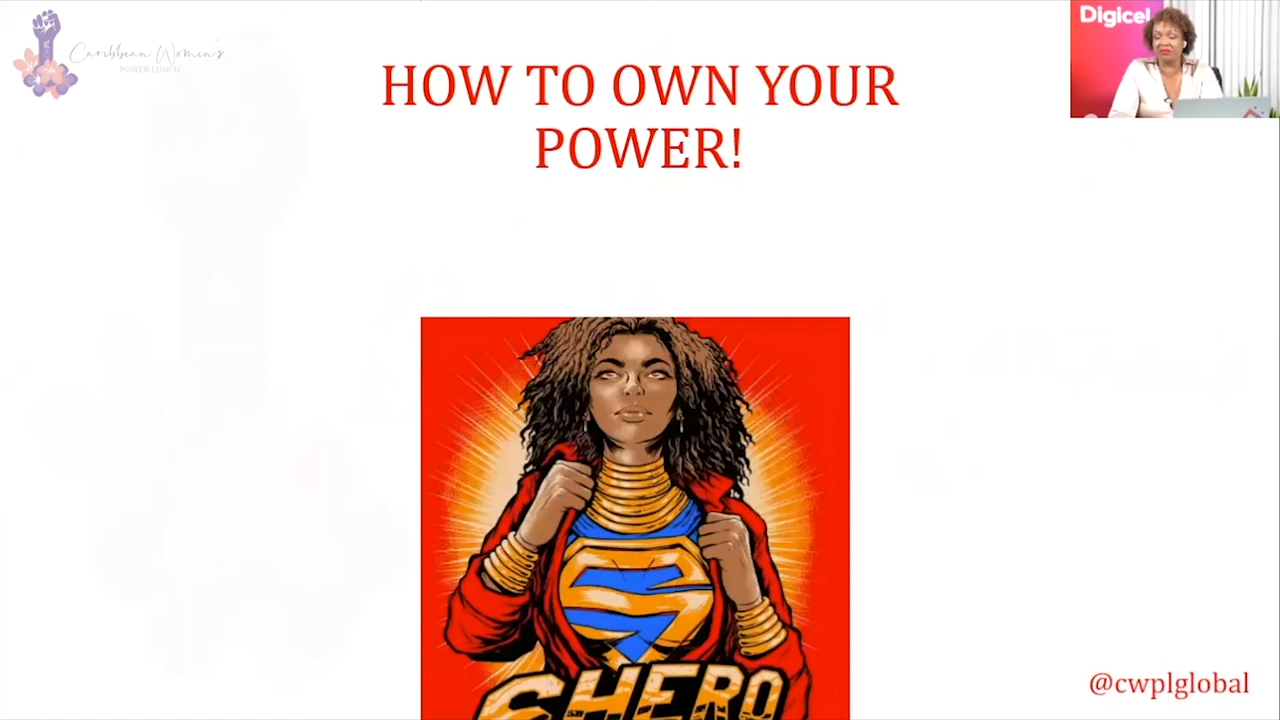 Caribbean Women's
POWER LUNCH
Digicel
HOW TO OWN YOUR
POWER!
SHERO
@cwplglobal